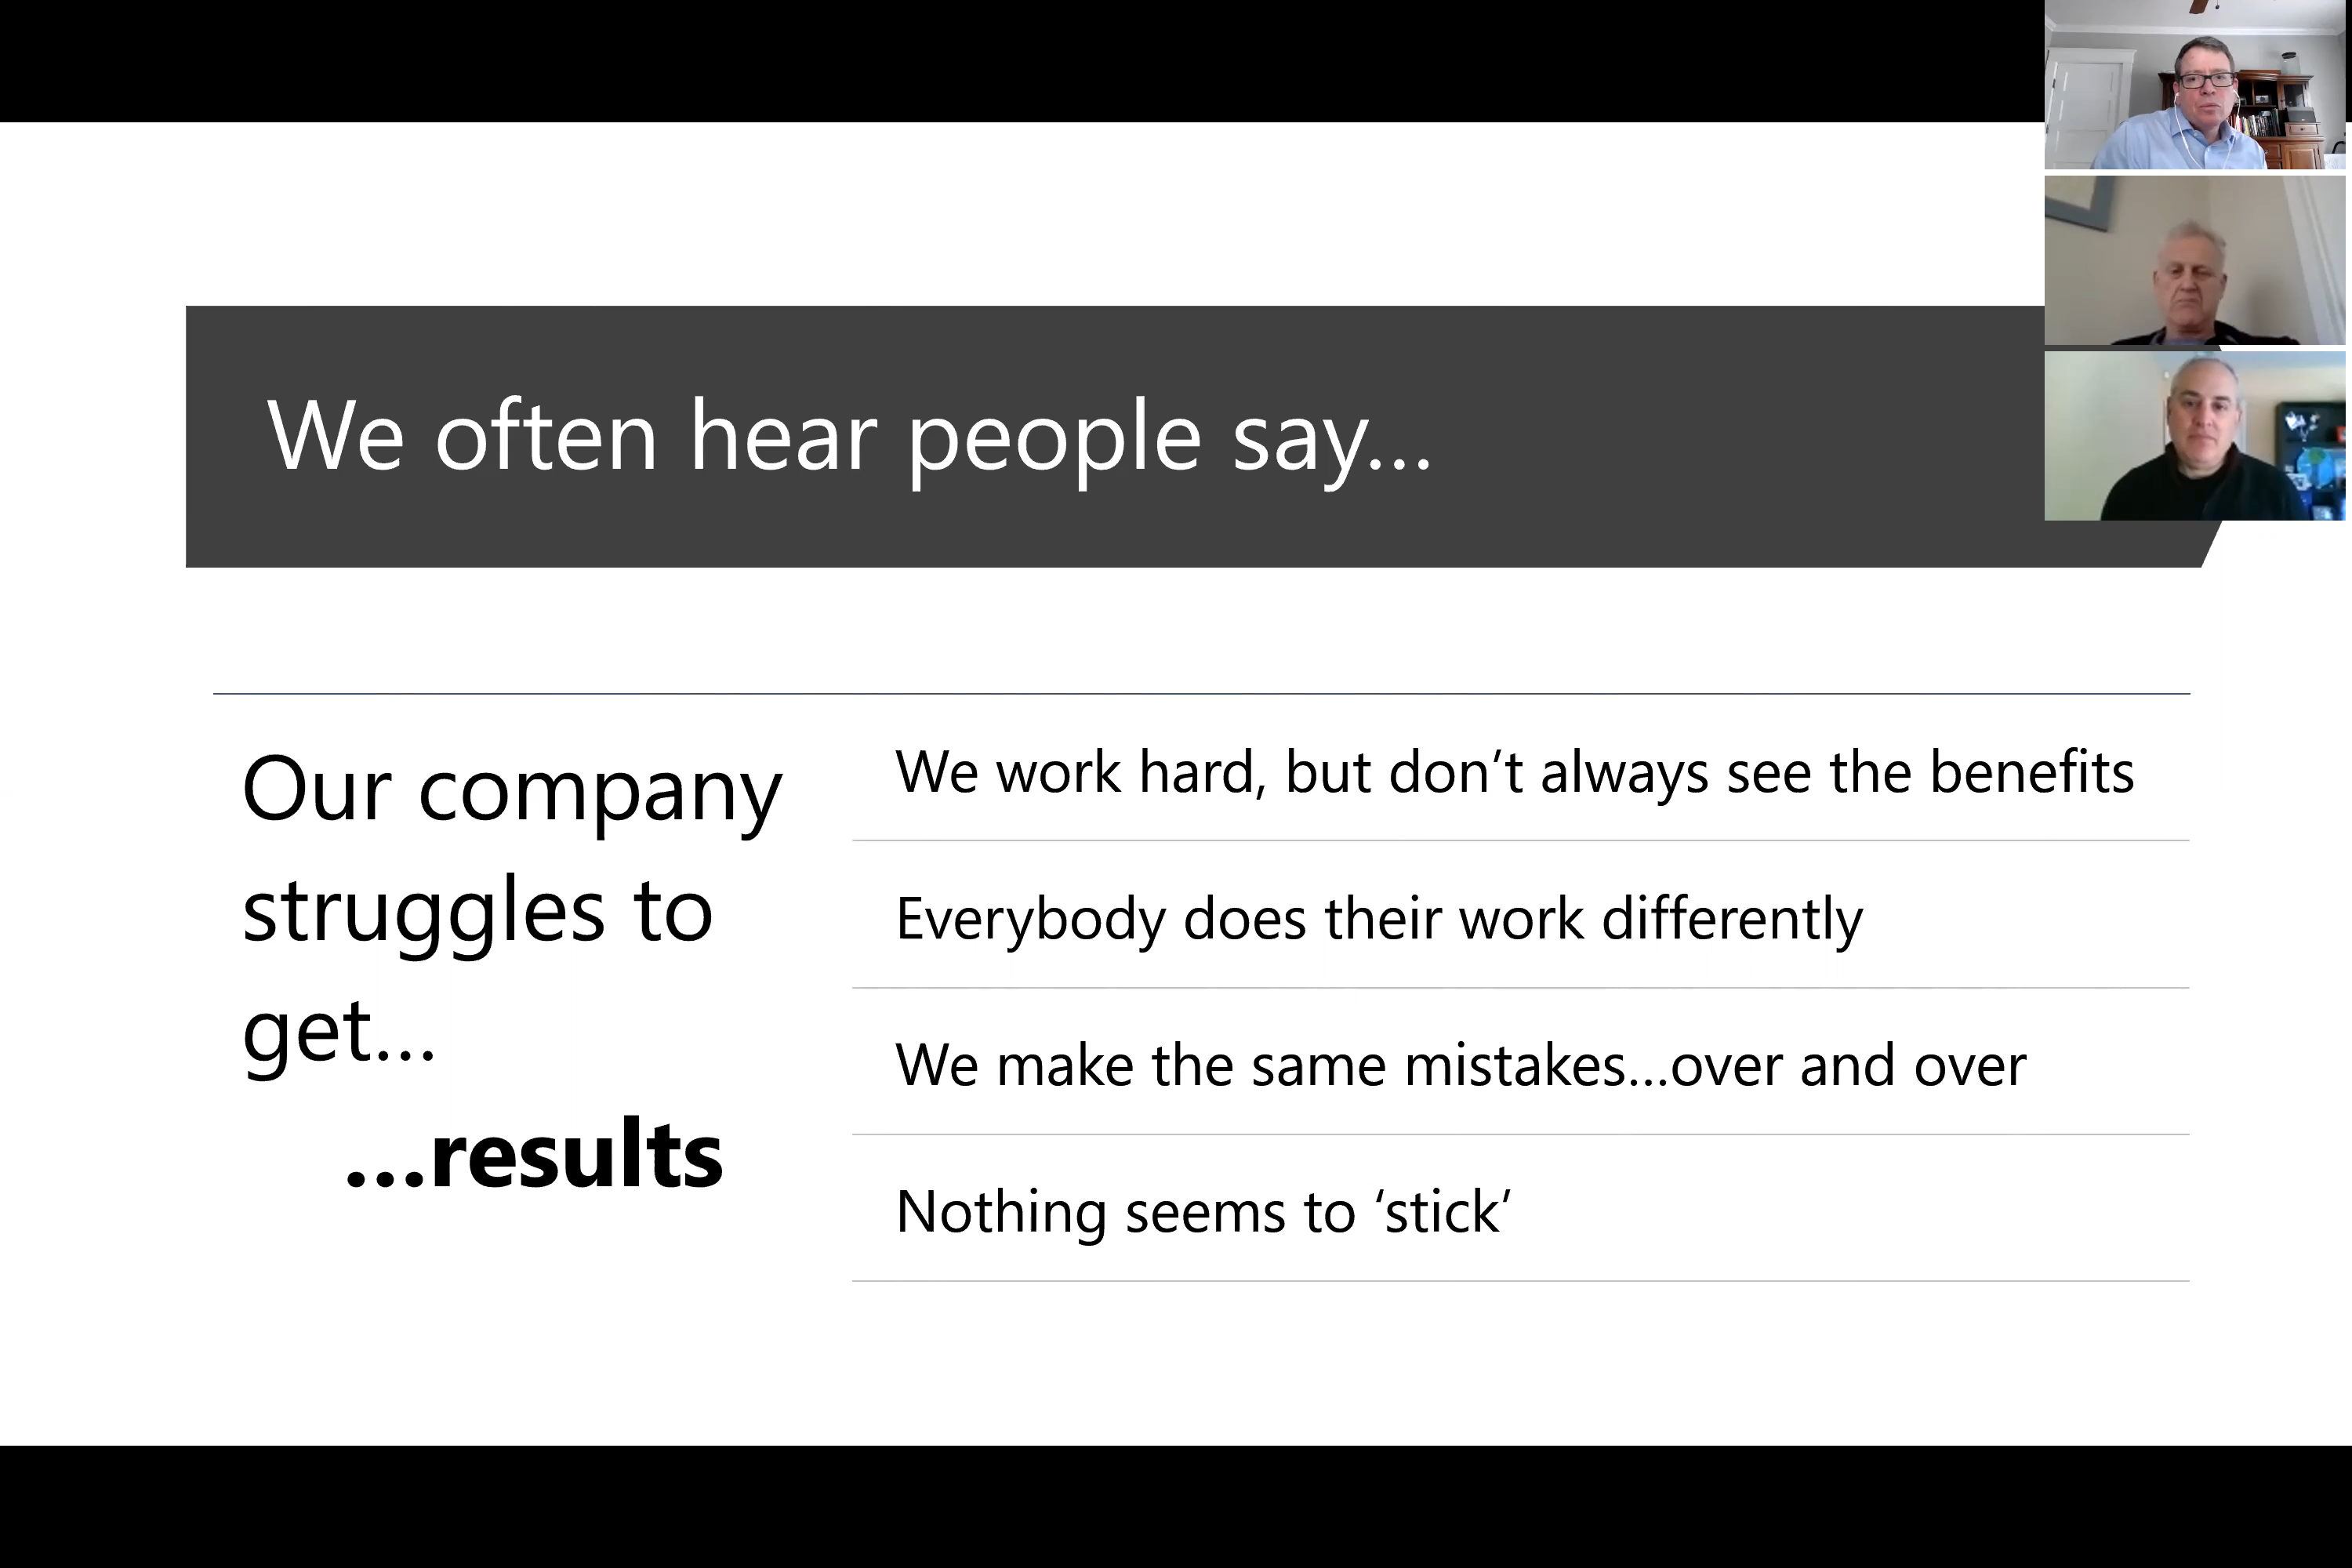 We often hear people say...
Our company
struggles to
get...
...results
We work hard, but don’t always see the benefits
Everybody does their work differently
We make the same mistakes...over and over
Nothing seems to ‘stick’